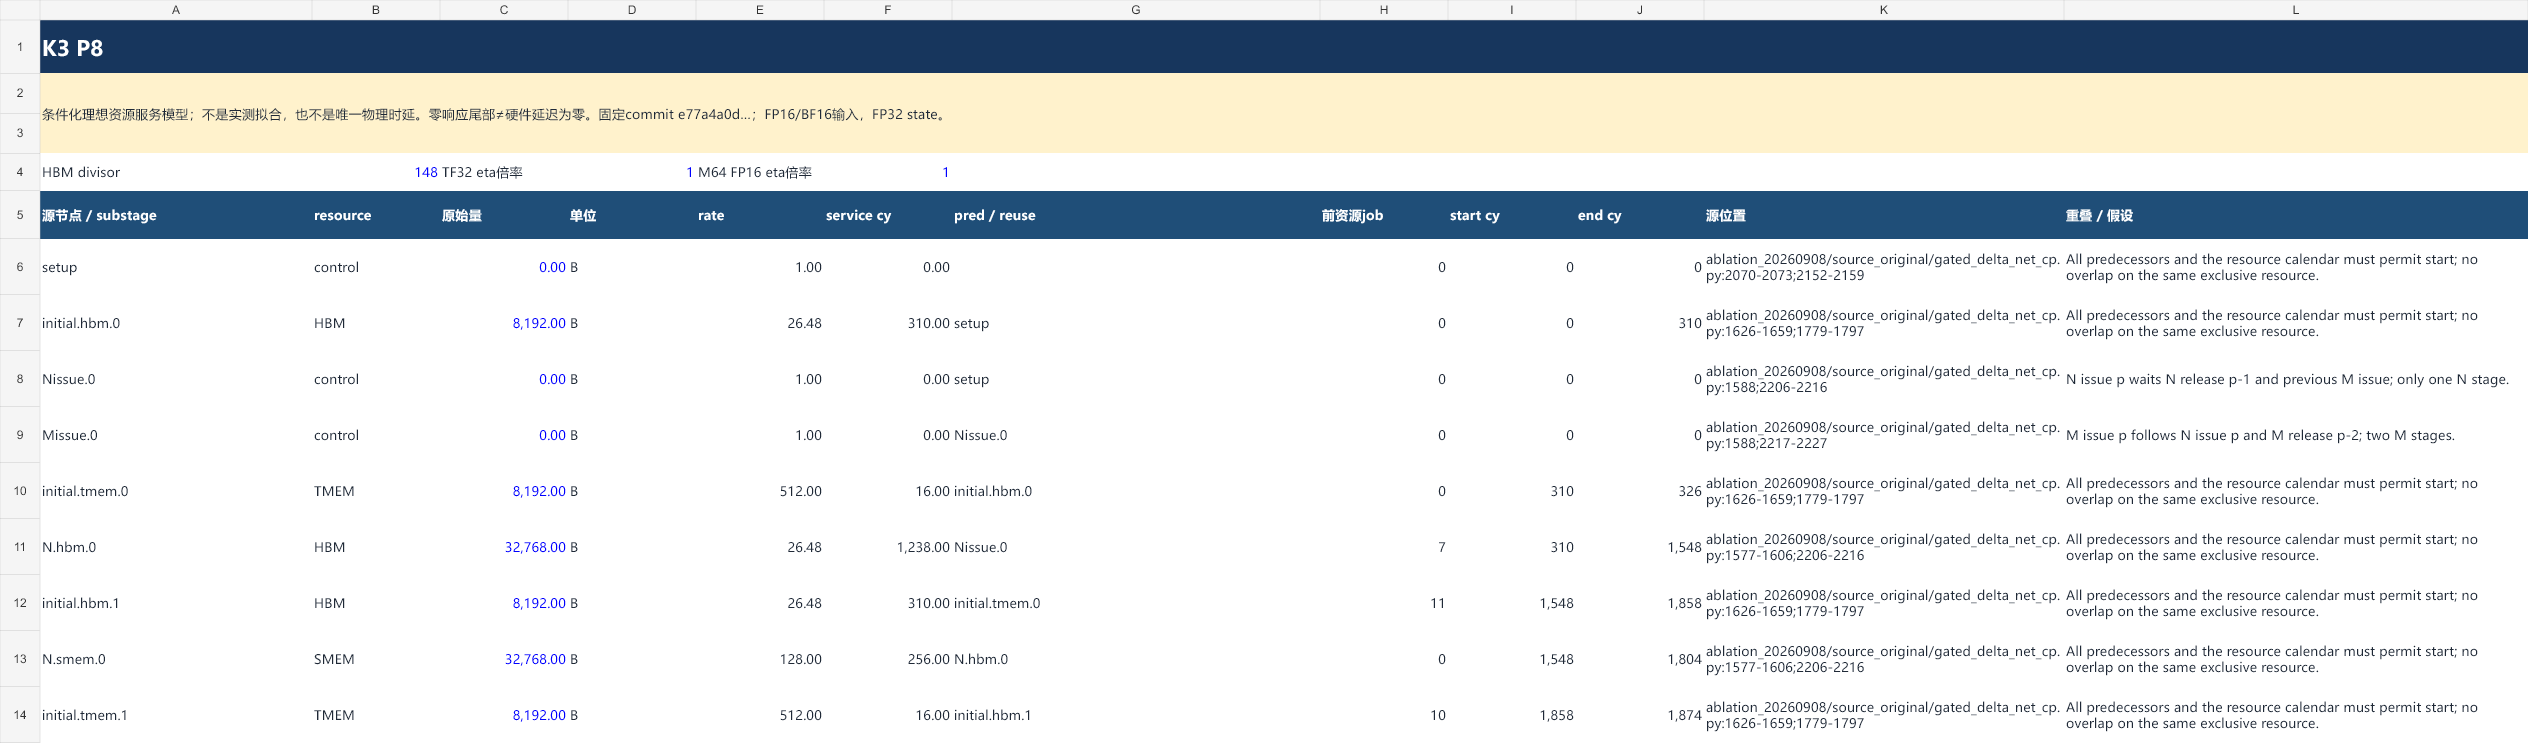 A B C D E F G H I J K L
1 K3 P8
2
3 条件化理想资源服务模型；不是实测拟合，也不是唯一物理时延。零响应尾部≠硬件延迟为零。固定commit e77a4a0d...；FP16/BF16输入，FP32 state。
4 HBM divisor 148 TF32 eta倍率 1 M64 FP16 eta倍率 1
5 源节点 / substage resource 原始量 单位 rate service cy pred / reuse 前资源job start cy end cy 源位置 重叠 / 假设
6 setup control 0.00 B 1.00 0.00 0 0 0 ablation_20260908/source_original/gated_delta_net_cp. All predecessors and the resource calendar must permit start; no
py:2070-2073;2152-2159 overlap on the same exclusive resource.
7 initial.hbm.0 HBM 8,192.00 B 26.48 310.00 setup 0 0 310 ablation_20260908/source_original/gated_delta_net_cp. All predecessors and the resource calendar must permit start; no
py:1626-1659;1779-1797 overlap on the same exclusive resource.
8 Nissue.0 control 0.00 B 1.00 0.00 setup 0 0 0 ablation_20260908/source_original/gated_delta_net_cp. N issue p waits N release p-1 and previous M issue; only one N stage.
py:1588;2206-2216
9 Missue.0 control 0.00 B 1.00 0.00 Nissue.0 0 0 0 ablation_20260908/source_original/gated_delta_net_cp. M issue p follows N issue p and M release p-2; two M stages.
py:1588;2217-2227
10 initial.tmem.0 TMEM 8,192.00 B 512.00 16.00 initial.hbm.0 0 310 326 ablation_20260908/source_original/gated_delta_net_cp. All predecessors and the resource calendar must permit start; no
py:1626-1659;1779-1797 overlap on the same exclusive resource.
11 N.hbm.0 HBM 32,768.00 B 26.48 1,238.00 Nissue.0 7 310 1,548 ablation_20260908/source_original/gated_delta_net_cp. All predecessors and the resource calendar must permit start; no
py:1577-1606;2206-2216 overlap on the same exclusive resource.
12 initial.hbm.1 HBM 8,192.00 B 26.48 310.00 initial.tmem.0 11 1,548 1,858 ablation_20260908/source_original/gated_delta_net_cp. All predecessors and the resource calendar must permit start; no
py:1626-1659;1779-1797 overlap on the same exclusive resource.
13 N.smem.0 SMEM 32,768.00 B 128.00 256.00 N.hbm.0 0 1,548 1,804 ablation_20260908/source_original/gated_delta_net_cp. All predecessors and the resource calendar must permit start; no
py:1577-1606;2206-2216 overlap on the same exclusive resource.
14 initial.tmem.1 TMEM 8,192.00 B 512.00 16.00 initial.hbm.1 10 1,858 1,874 ablation_20260908/source_original/gated_delta_net_cp. All predecessors and the resource calendar must permit start; no
py:1626-1659;1779-1797 overlap on the same exclusive resource.